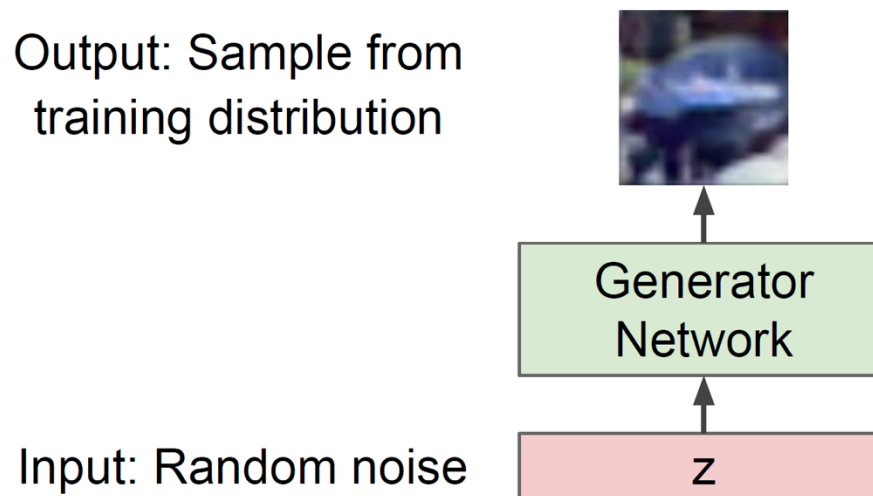 Output: Sample from
training distribution
Generator
Network
Input: Random noise
z